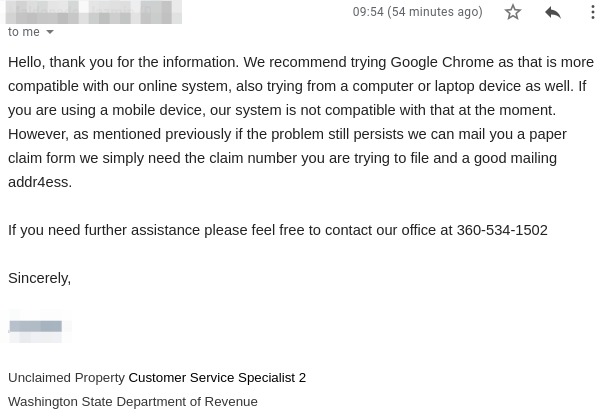 09:54 (54 minutes ago)
to me
Hello, thank you for the information. We recommend trying Google Chrome as that is more
compatible with our online system, also trying from a computer or laptop device as well. If
you are using a mobile device, our system is not compatible with that at the moment.
However, as mentioned previously if the problem still persists we can mail you a paper
claim form we simply need the claim number you are trying to file and a good mailing
addr4ess.
If you need further assistance please feel free to contact our office at 360-534-1502
Sincerely,
Unclaimed Property Customer Service Specialist 2
Washington State Department of Revenue